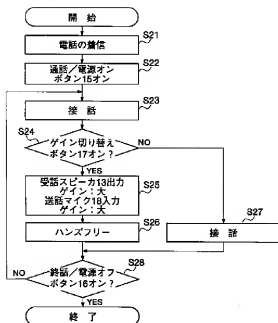 開 始
S21
電話の着信
S22
通話／電源オン
ボタン15オン
S23
接 話
S24
ゲイン切り替え
ボタン17オン？
NO
YES
S25
受話スピーカ13出力
ゲイン：大
送話マイク18入力
ゲイン：大
S26
ハンズフリー
S27
接 話
S28
終話／電源オフ
ボタン16オン？
NO
YES
終 了